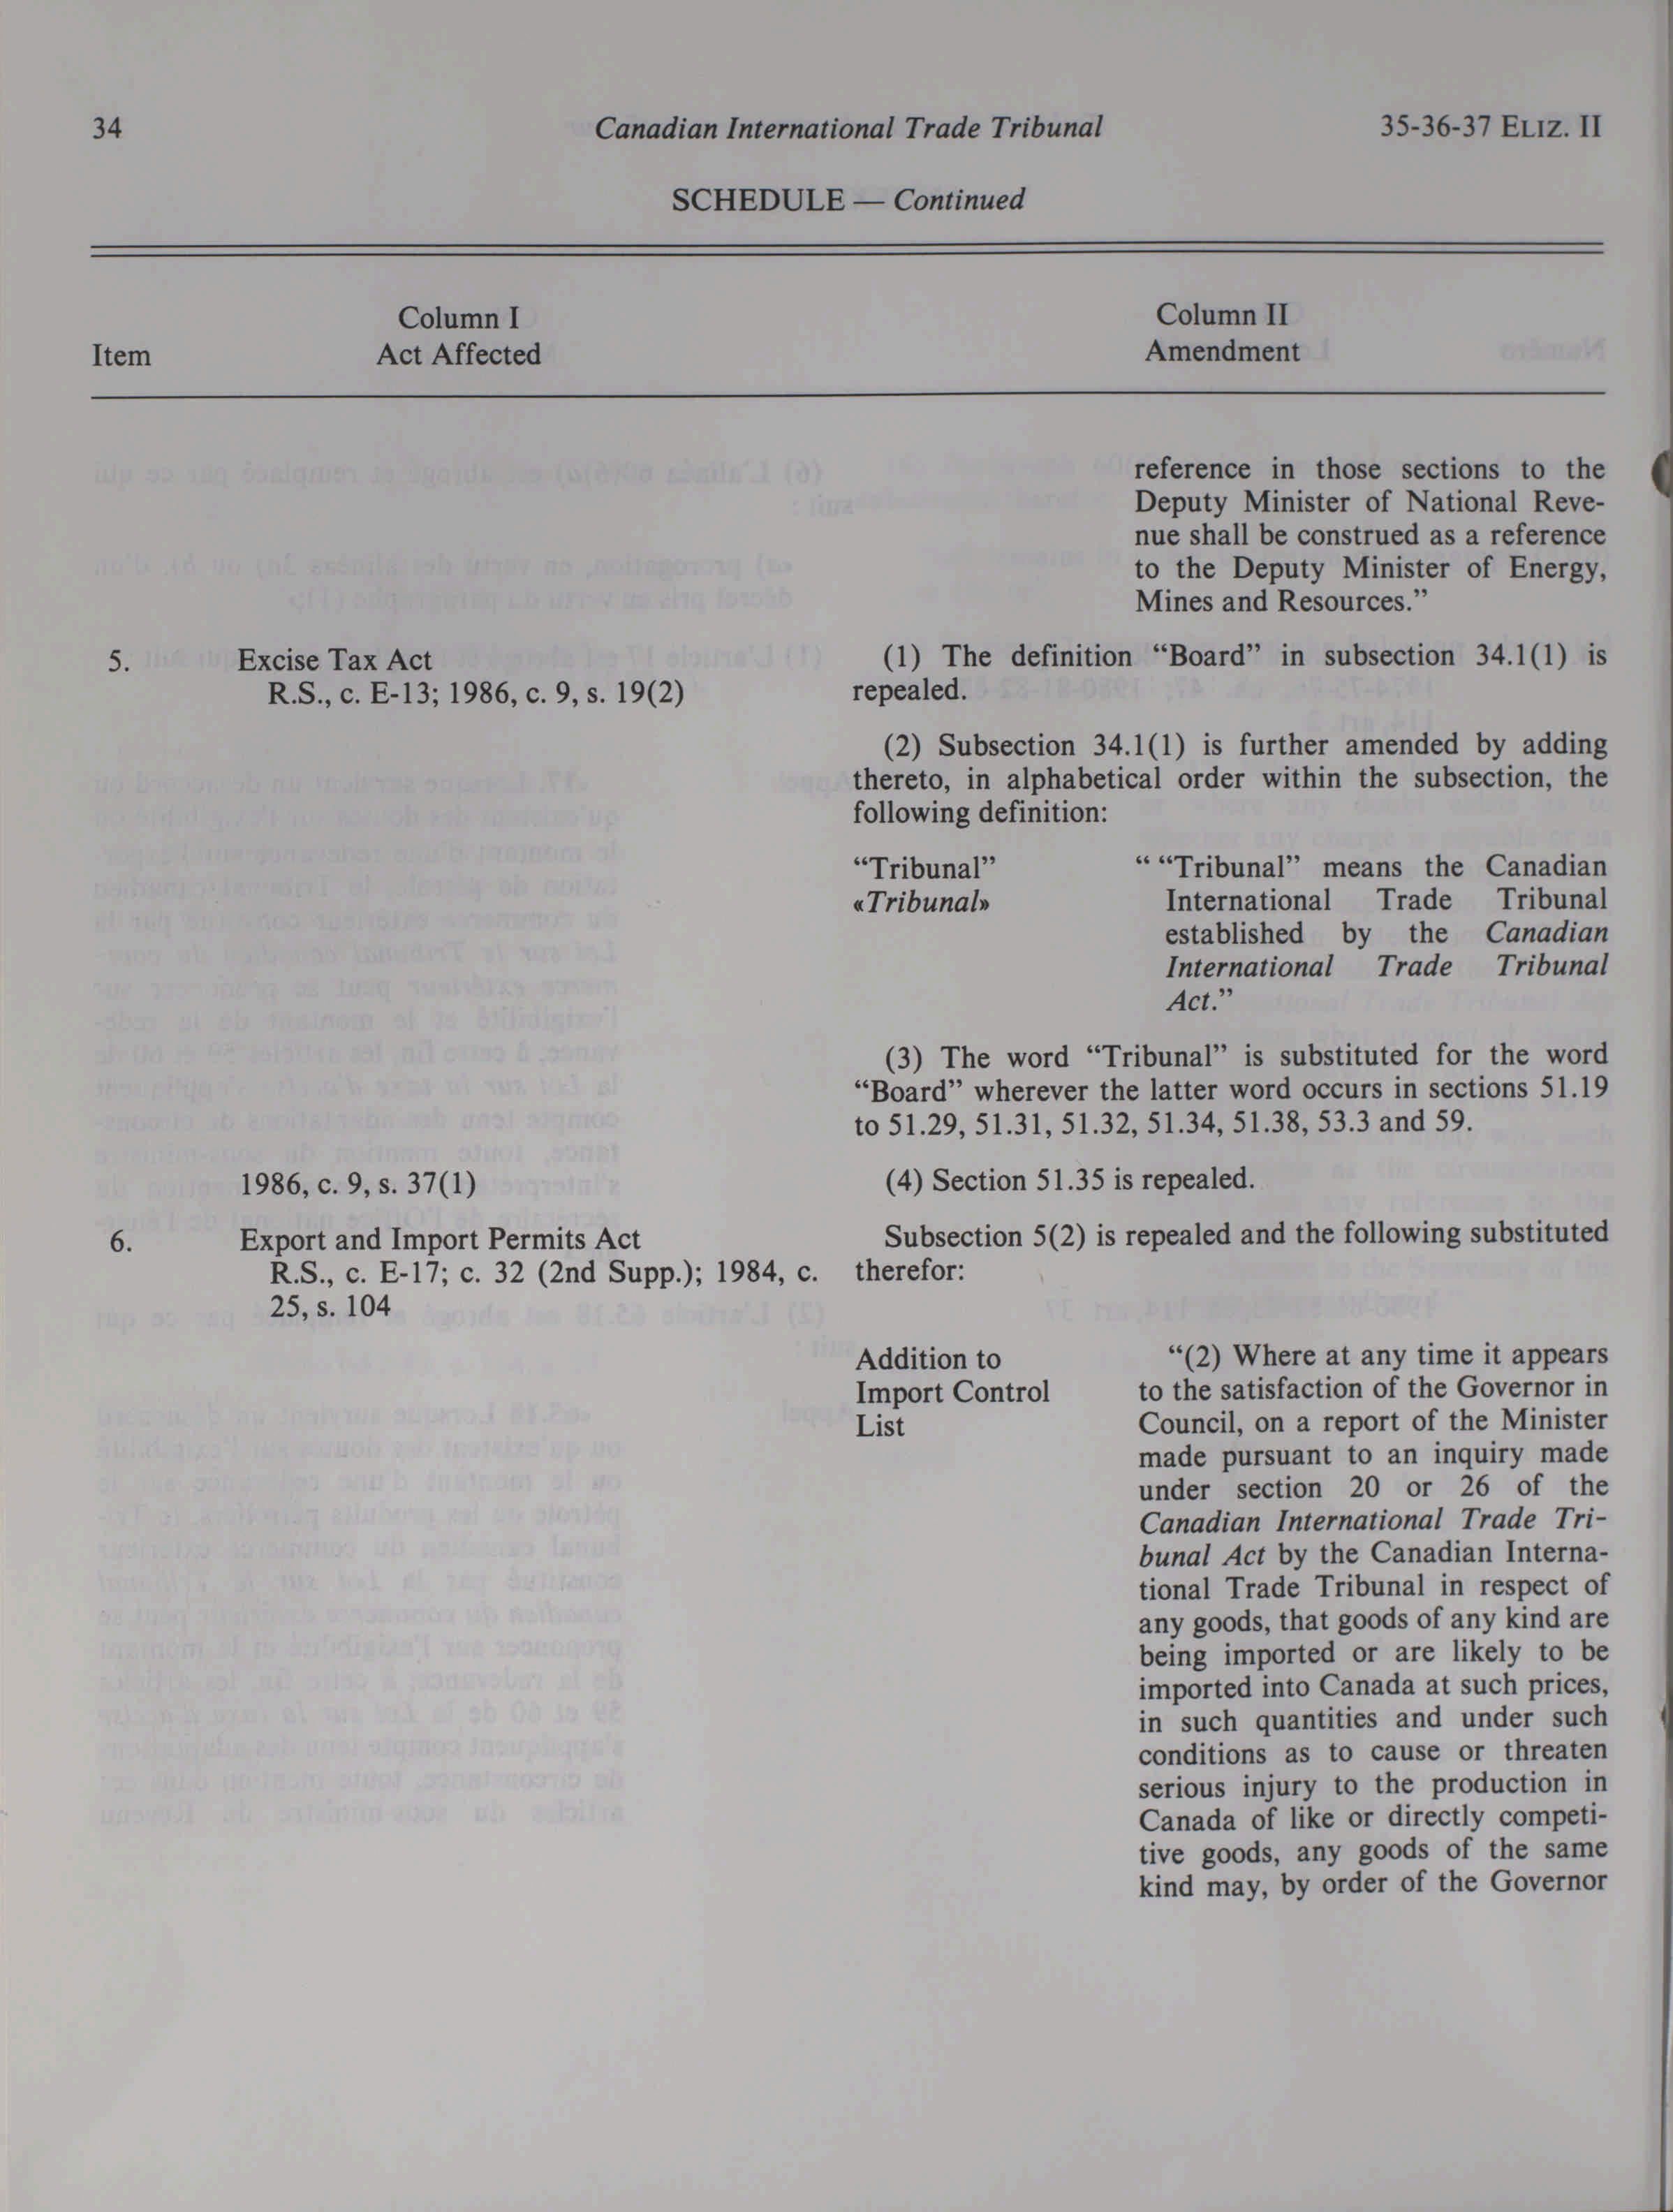 34
Canadian International Trade Tribunal
35-36-37 ELIZ. II
SCHEDULE — Continued
Item
Column I
Act Affected
Column II
Amendment
reference in those sections to the
Deputy Minister of National Reve-
nue shall be construed as a reference
to the Deputy Minister of Energy,
Mines and Resources.”
5.
Excise Tax Act
R.S., c. E-13; 1986, c. 9, s. 19(2)
(1) The definition “Board” in subsection 34.1(1) is
repealed.
(2) Subsection 34.1(1) is further amended by adding
thereto, in alphabetical order within the subsection, the
following definition:
“Tribunal”
«Tribunal»
“ “Tribunal” means the Canadian
International Trade Tribunal
established by the Canadian
International Trade Tribunal
Act.”
(3) The word “Tribunal” is substituted for the word
“Board” wherever the latter word occurs in sections 51.19
to 51.29, 51.31, 51.32, 51.34, 51.38, 53.3 and 59.
1986, c. 9, s. 37(1)
(4) Section 51.35 is repealed.
6.
Export and Import Permits Act
R.S., c. E-17; c. 32 (2nd Supp.); 1984, c.
25, s. 104
Subsection 5(2) is repealed and the following substituted
therefor:
Addition to
Import Control
List
“(2) Where at any time it appears
to the satisfaction of the Governor in
Council, on a report of the Minister
made pursuant to an inquiry made
under section 20 or 26 of the
Canadian International Trade Tri-
bunal Act by the Canadian Interna-
tional Trade Tribunal in respect of
any goods, that goods of any kind are
being imported or are likely to be
imported into Canada at such prices,
in such quantities and under such
conditions as to cause or threaten
serious injury to the production in
Canada of like or directly competi-
tive goods, any goods of the same
kind may, by order of the Governor